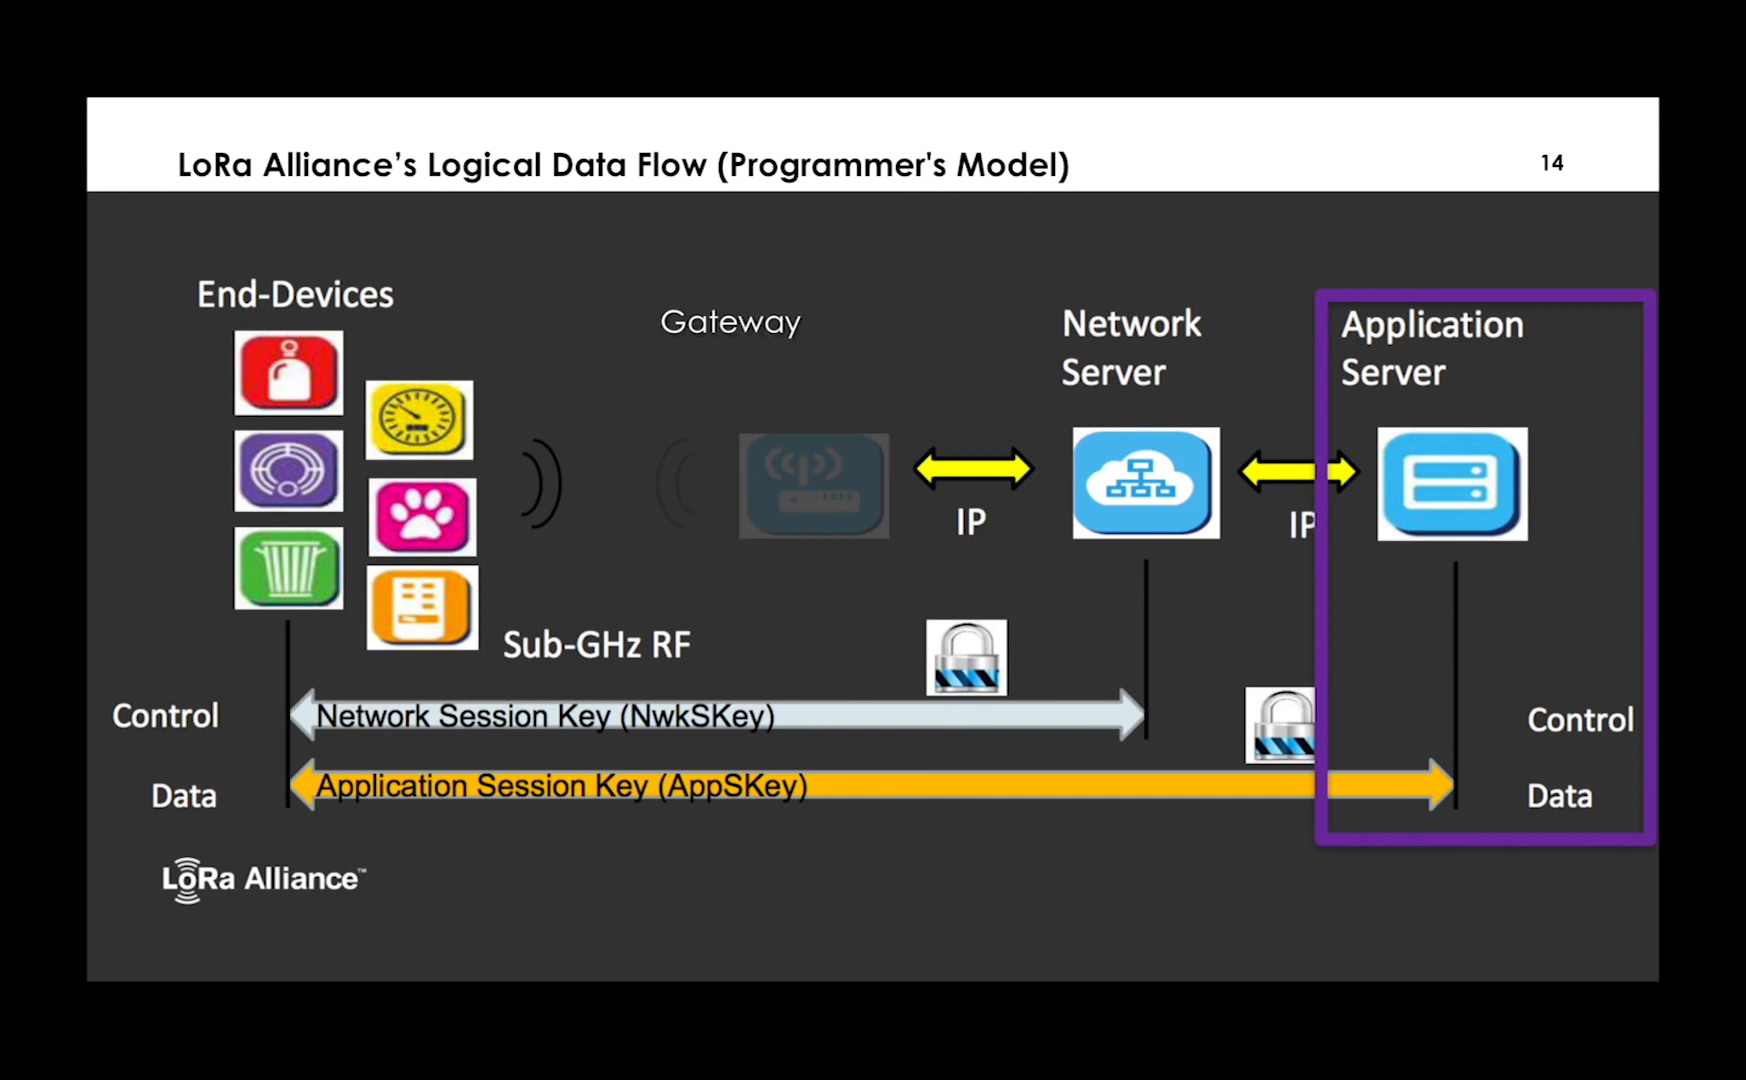 LoRa Alliance’s Logical Data Flow (Programmer's Model)
14
End-Devices
Gateway
Network
Server
Application
Server
IP
IP
Sub-GHz RF
Control
Network Session Key (NwkSKey)
Control
Data
Application Session Key (AppSKey)
Data
LoRa Alliance™